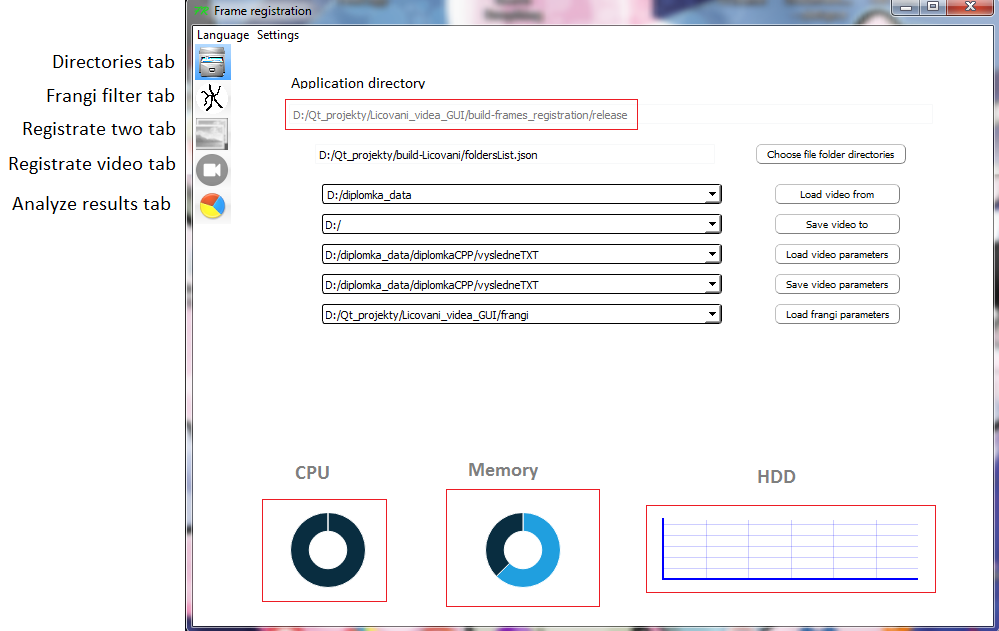 Frame registration
Language Settings
Directories tab
Frangi filter tab
Registrate two tab
Registrate video tab
Analyze results tab
Application directory
D:/Qt_projekty/Licovani_videa_GUI/build-frames_registration/release
D:/Qt_projekty/build-Licovani/foldersList.json
Choose file folder directories
D:/diplomka_data
Load video from
D:/
Save video to
D:/diplomka_data/diplomkaCPP/vysledneTXT
Load video parameters
D:/diplomka_data/diplomkaCPP/vysledneTXT
Save video parameters
D:/Qt_projekty/Licovani_videa_GUI/frangi
Load frangi parameters
CPU
Memory
HDD